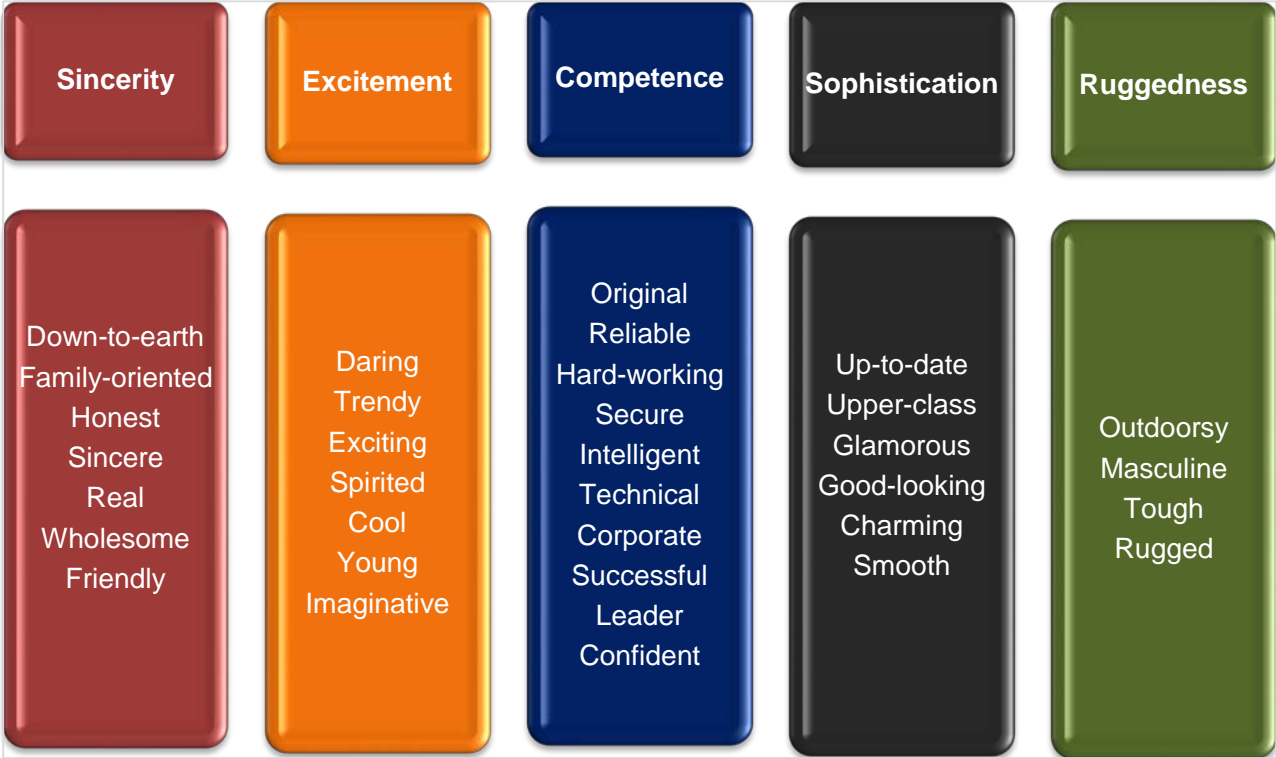 Sincerity
Excitement
Competence
Sophistication
Ruggedness
Down-to-earth
Family-oriented
Honest
Sincere
Real
Wholesome
Friendly
Daring
Trendy
Exciting
Spirited
Cool
Young
Imaginative
Original
Reliable
Hard-working
Secure
Intelligent
Technical
Corporate
Successful
Leader
Confident
Up-to-date
Upper-class
Glamorous
Good-looking
Charming
Smooth
Outdoorsy
Masculine
Tough
Rugged